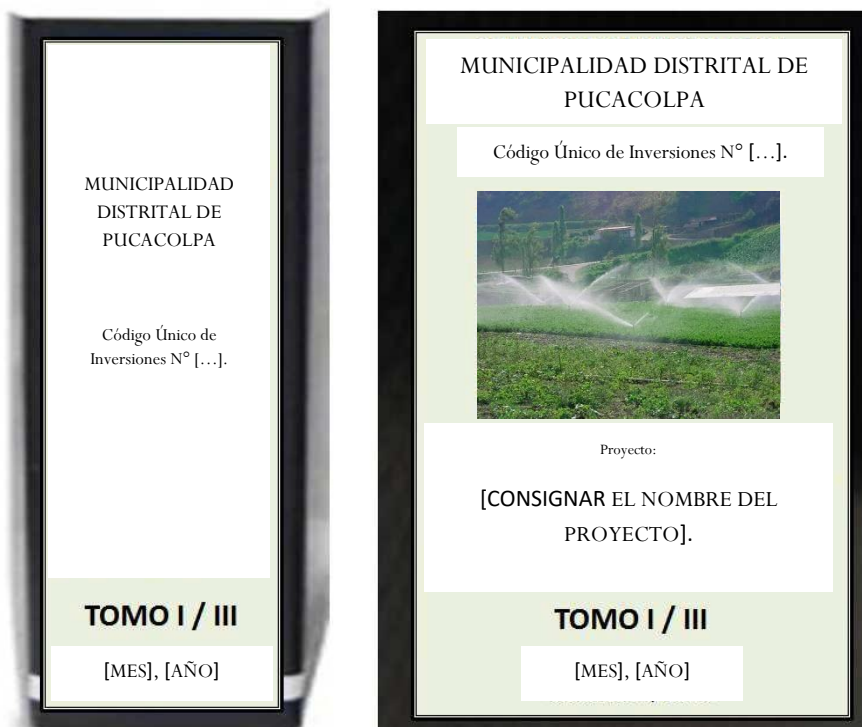 MUNICIPALIDAD
DISTRITAL DE
PUCACOLPA
Código Único de
Inversiones N° [...].
TOMO I / III
[MES], [AÑO]
MUNICIPALIDAD DISTRITAL DE
PUCACOLPA
Código Único de Inversiones N° [...].
Proyecto:
[CONSIGNAR EL NOMBRE DEL
PROYECTO].
TOMO I / III
[MES], [AÑO]